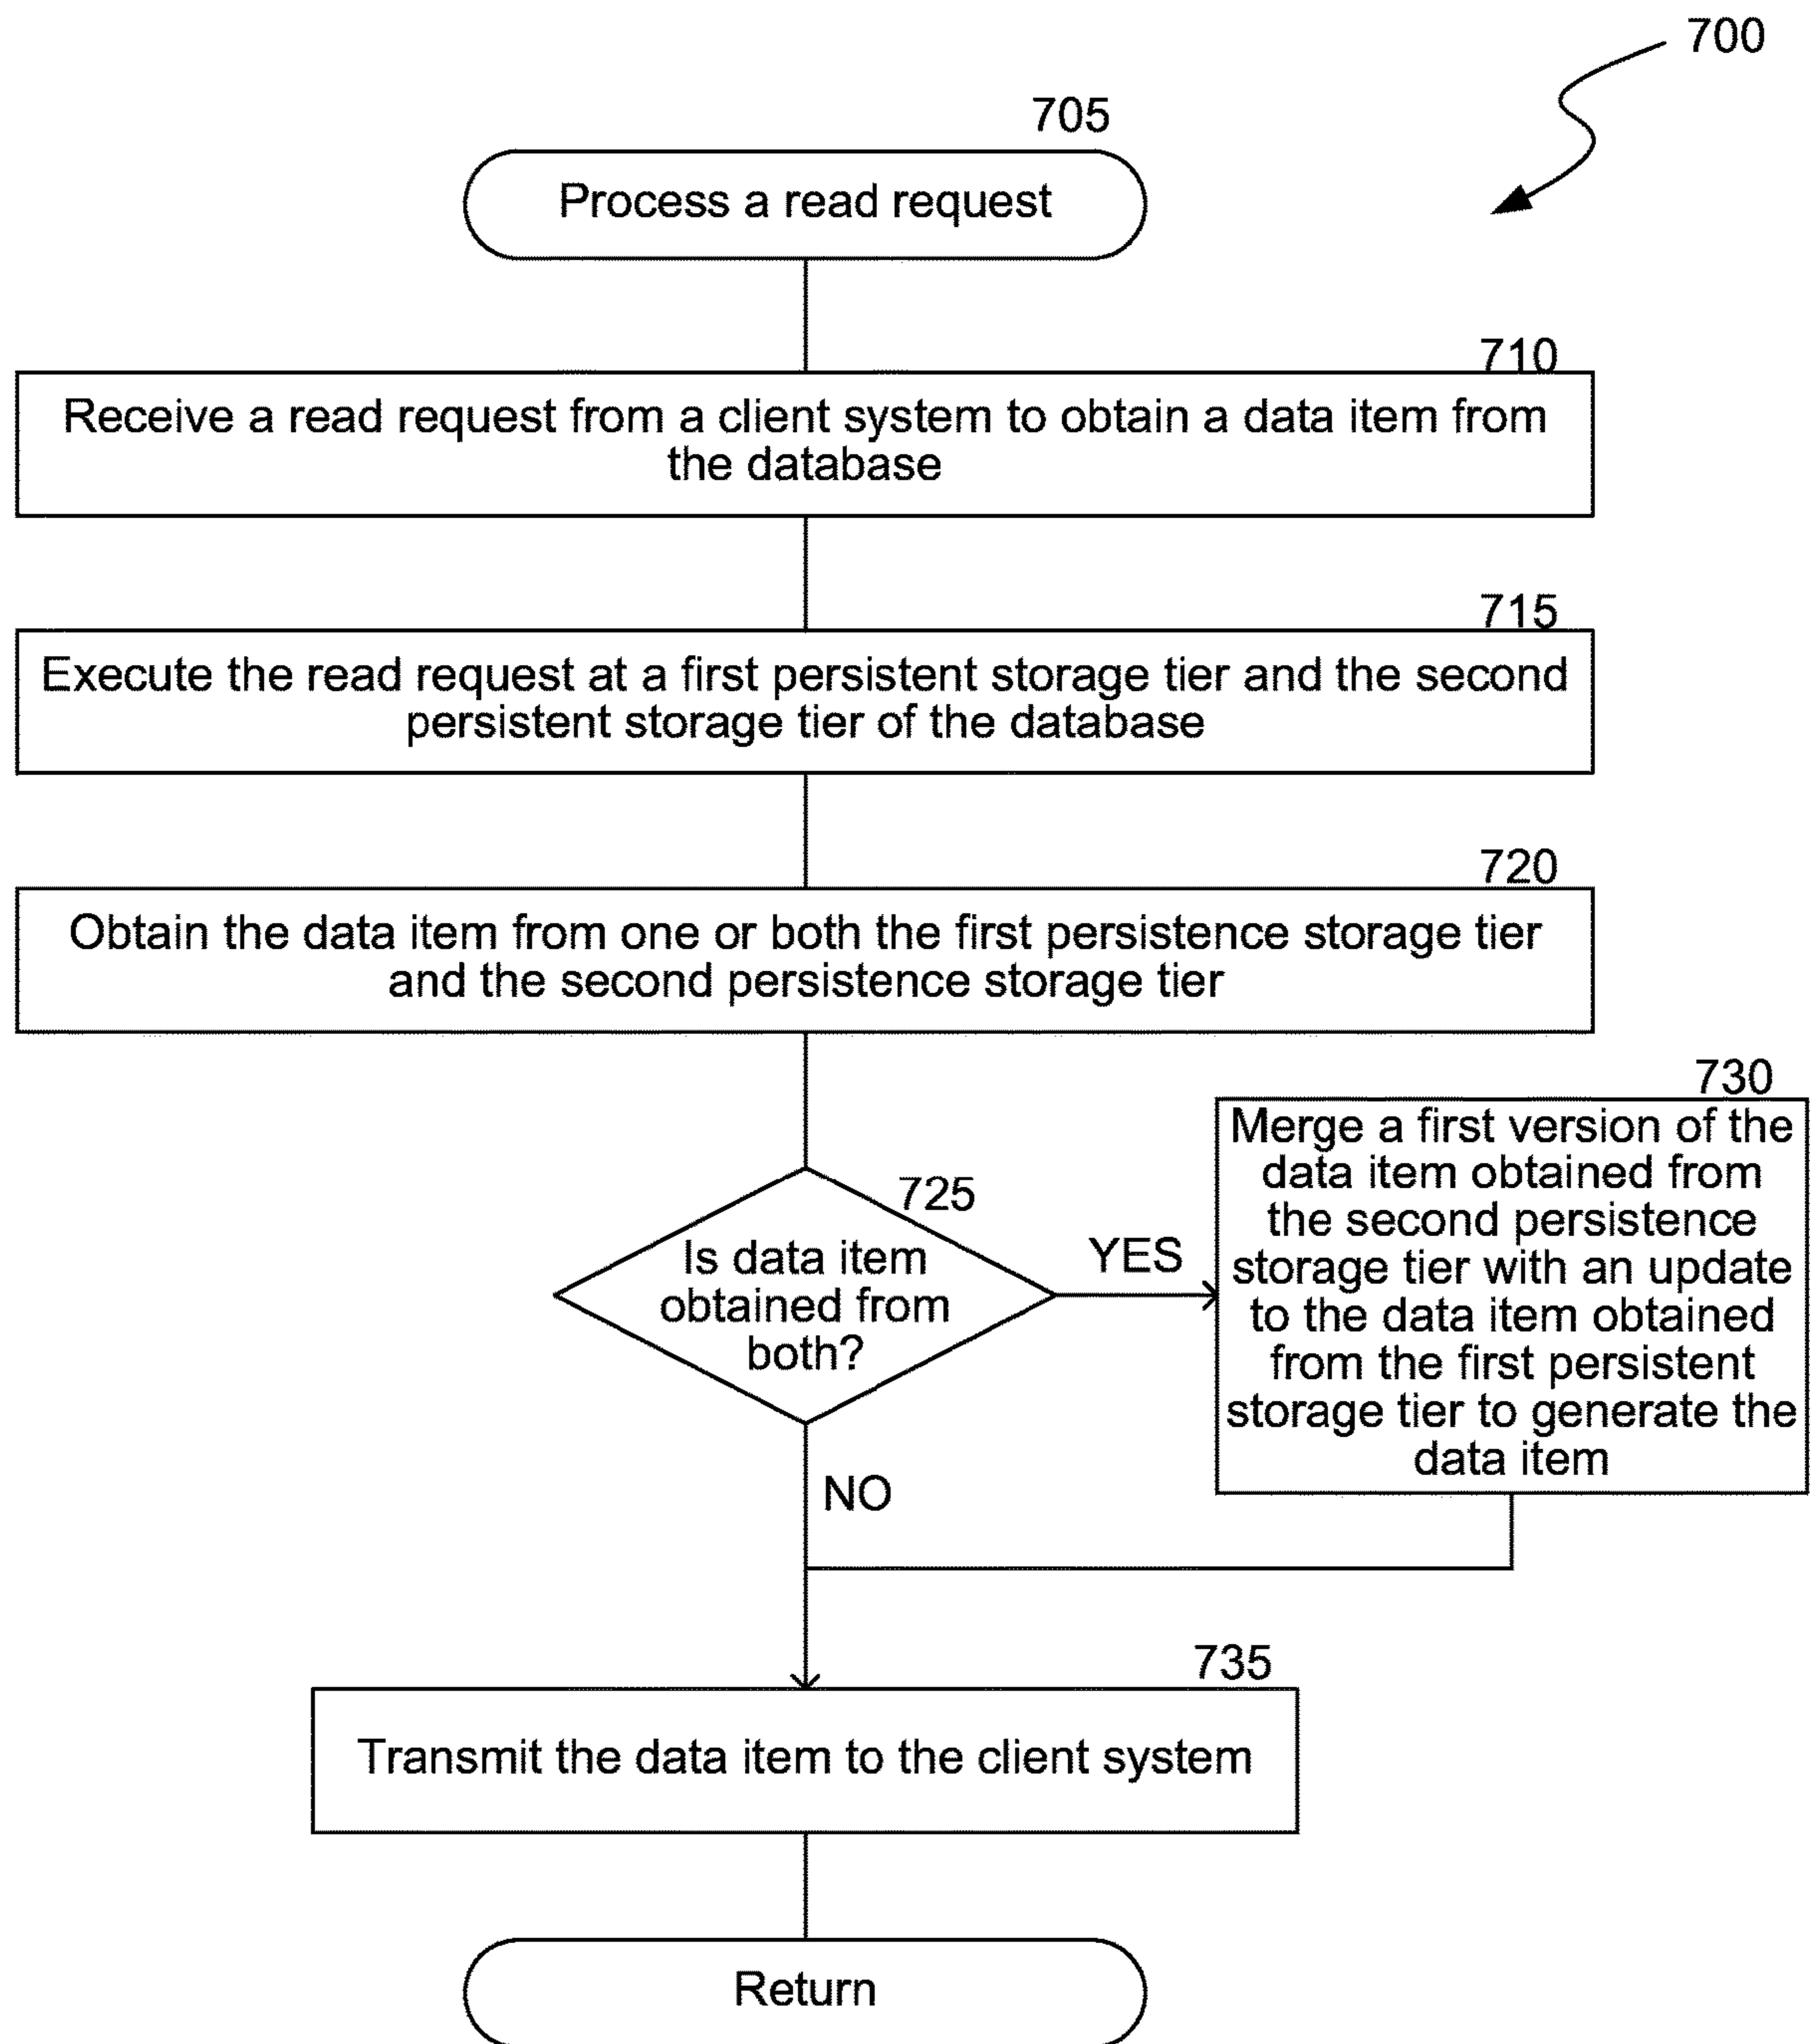 700
705
Process a read request
710
Receive a read request from a client system to obtain a data item from
the database
715
Execute the read request at a first persistent storage tier and the second
persistent storage tier of the database
720
Obtain the data item from one or both the first persistence storage tier
and the second persistence storage tier
725
Is data item
obtained from
both?
YES
730
Merge a first version of the
data item obtained from
the second persistence
storage tier with an update
to the data item obtained
from the first persistent
storage tier to generate the
data item
NO
735
Transmit the data item to the client system
Return